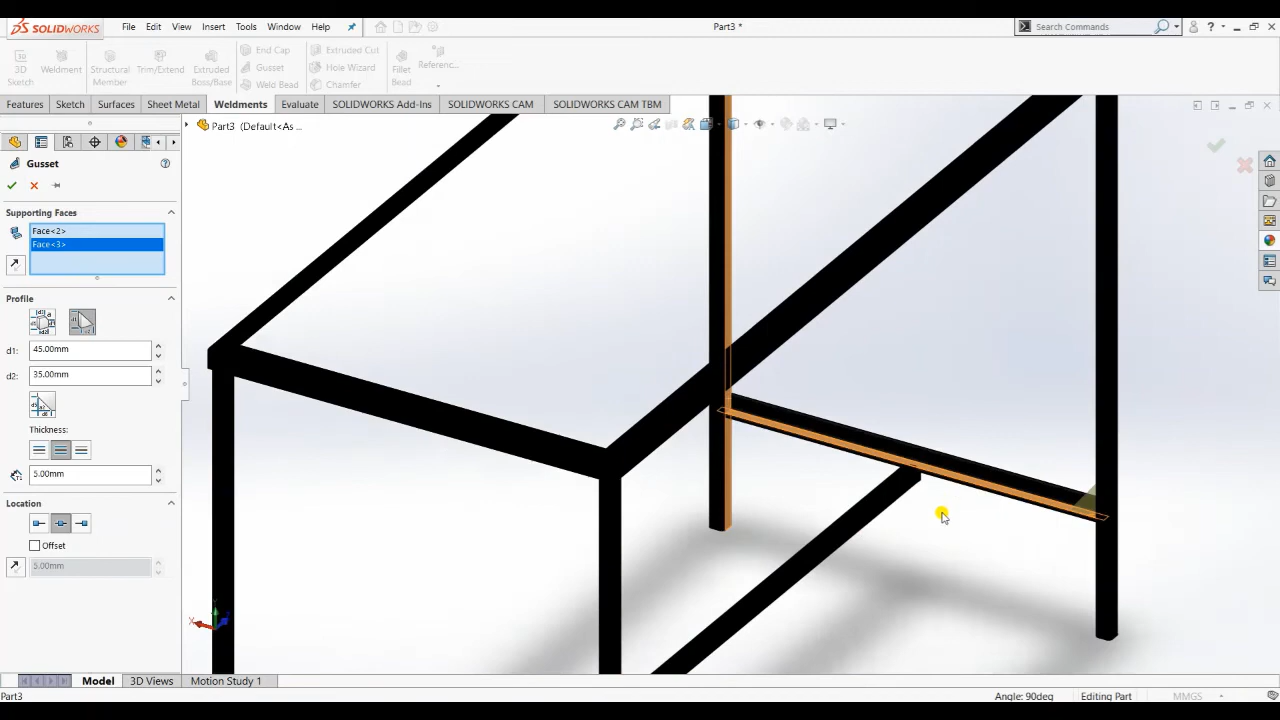 SOLIDWORKS File Edit View Insert Tools Window Help Part3 * Search Commands
3D Sketch
Weldment
Structural Member
Trim/Extend
Extruded Boss/Base
End Cap
Gusset
Weld Bead
Extruded Cut
Hole Wizard
Chamfer
Fillet Bead
Referenc...
Features Sketch Surfaces Sheet Metal Weldments Evaluate SOLIDWORKS Add-Ins SOLIDWORKS CAM SOLIDWORKS CAM TBM
Part3 (Default<As ...
Gusset
Supporting Faces
Face<2>
Face<3>
Profile
d1: 45.00mm
d2: 35.00mm
Thickness:
5.00mm
Location
Offset
5.00mm
Model 3D Views Motion Study 1
Part3 Angle: 90deg Editing Part MMGS